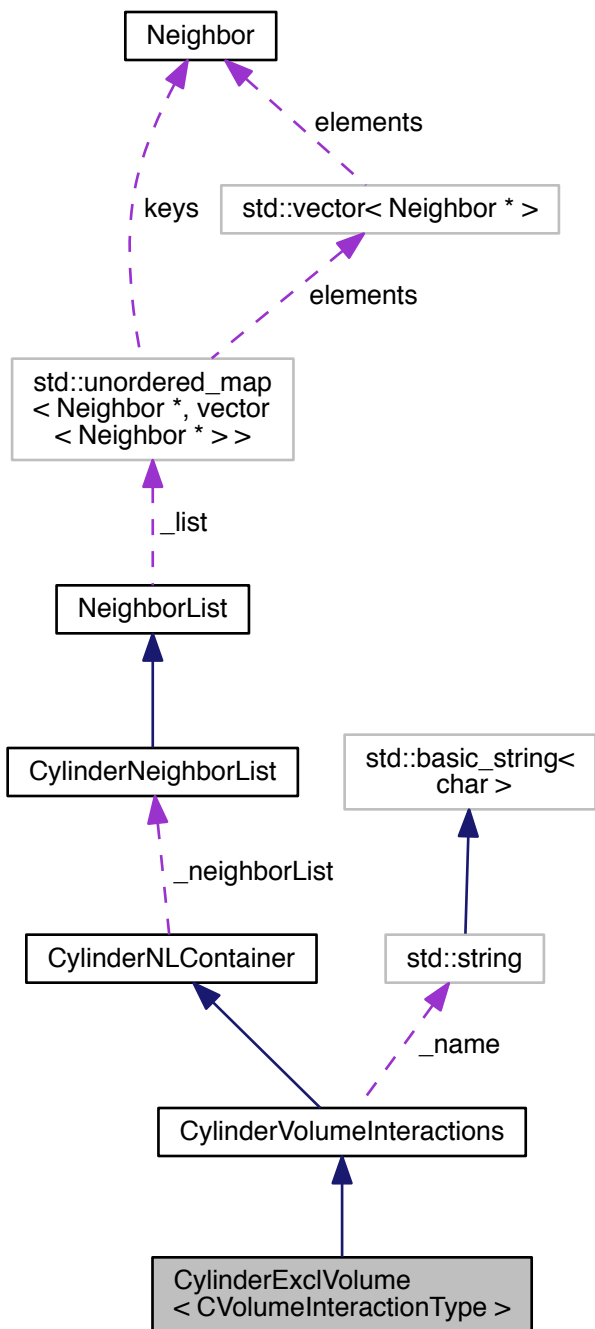 Neighbor
elements
keys
std::vector< Neighbor * >
elements
std::unordered_map
< Neighbor *, vector
< Neighbor * > >
_list
NeighborList
CylinderNeighborList
std::basic_string<
char >
_neighborList
CylinderNLContainer
std::string
_name
CylinderVolumeInteractions
CylinderExclVolume
< CVolumeInteractionType >